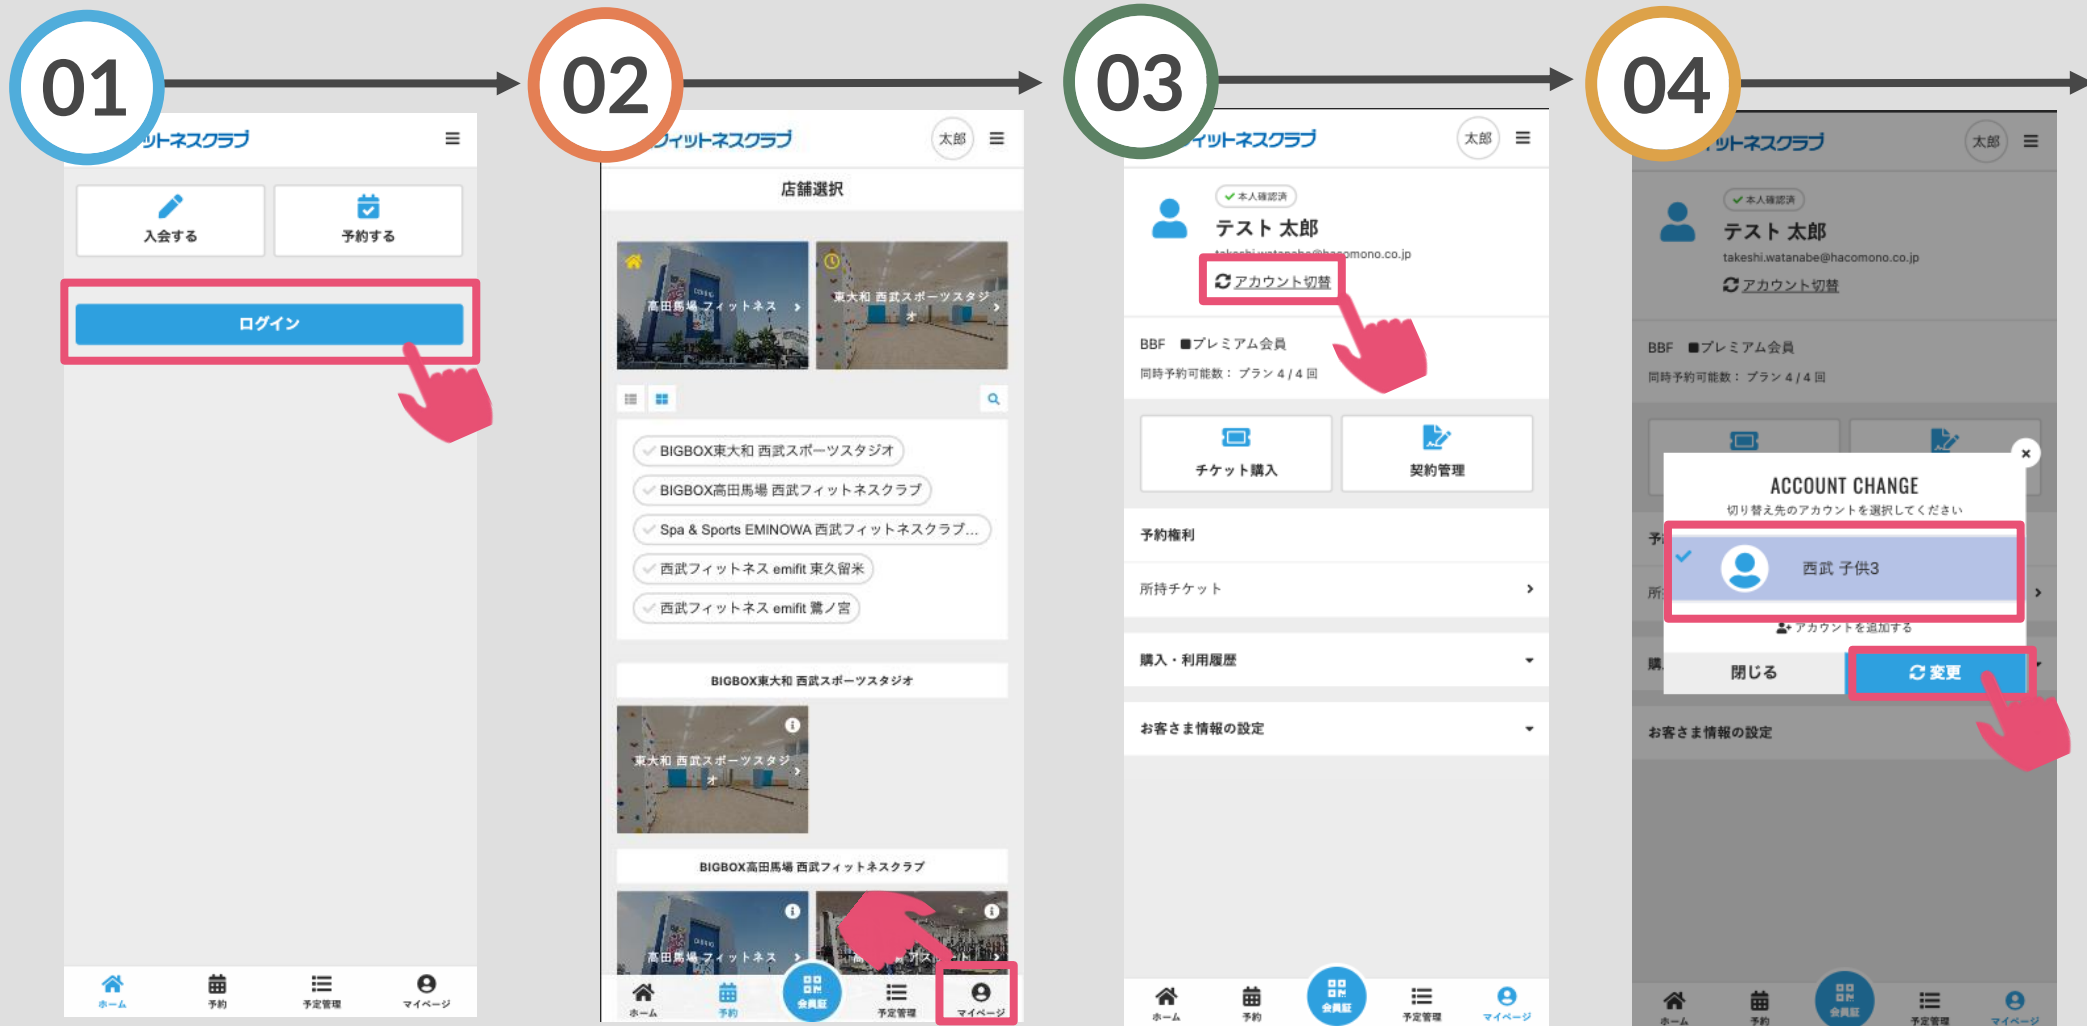 01
ットネスクラブ
入会する
予約する
ログイン
ホーム
予約
予定管理
マイページ
02
フィットネスクラブ
太郎
店舗選択
高田馬場 フィットネス
東大和 西武スポーツスタジ
オ
BIGBOX東大和 西武スポーツスタジオ
BIGBOX高田馬場 西武フィットネスクラブ
Spa & Sports EMINOWA 西武フィットネスクラブ...
西武フィットネス emifit 東久留米
西武フィットネス emifit 鷺ノ宮
BIGBOX東大和 西武スポーツスタジオ
東大和 西武スポーツスタジ
オ
BIGBOX高田馬場 西武フィットネスクラブ
高田馬場 フィットネス
ホーム
予約
会員証
予定管理
マイページ
03
ィットネスクラブ
太郎
本人確認済
テスト 太郎
takeshi.watanabe@hacomono.co.jp
アカウント切替
BBF ■プレミアム会員
同時予約可能数： プラン 4 / 4 回
チケット購入
契約管理
予約権利
所持チケット
購入・利用履歴
お客さま情報の設定
ホーム
予約
会員証
予定管理
マイページ
04
ットネスクラブ
太郎
本人確認済
テスト 太郎
takeshi.watanabe@hacomono.co.jp
アカウント切替
BBF ■プレミアム会員
同時予約可能数： プラン 4 / 4 回
ACCOUNT CHANGE
切り替え先のアカウントを選択してください
西武 子供3
アカウントを追加する
閉じる
変更
お客さま情報の設定
ホーム
予約
会員証
予定管理
マイページ